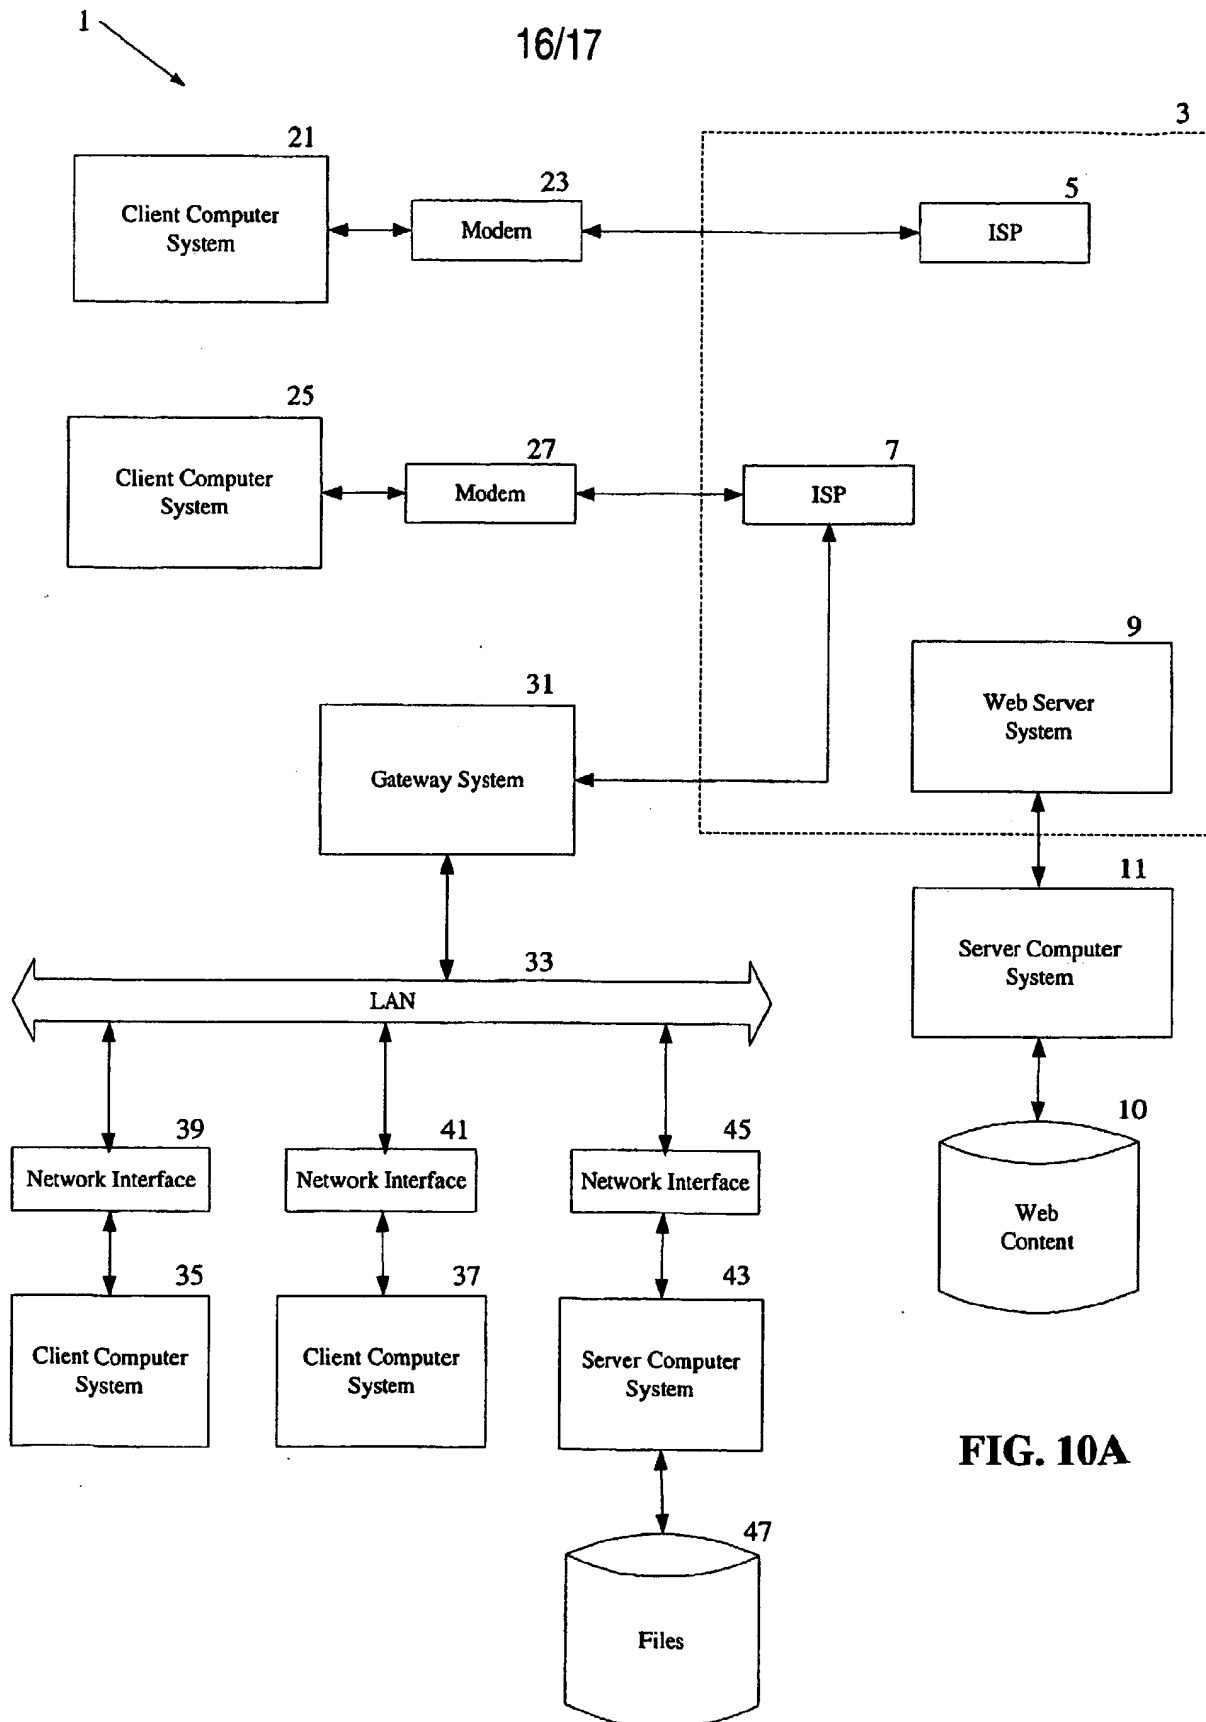 1
16/17
3
21
Client Computer
System
23
Modem
5
ISP
25
Client Computer
System
27
Modem
7
ISP
9
Web Server
System
31
Gateway System
11
Server Computer
System
33
LAN
10
Web
Content
39
Network Interface
41
Network Interface
45
Network Interface
35
Client Computer
System
37
Client Computer
System
43
Server Computer
System
FIG. 10A
47
Files